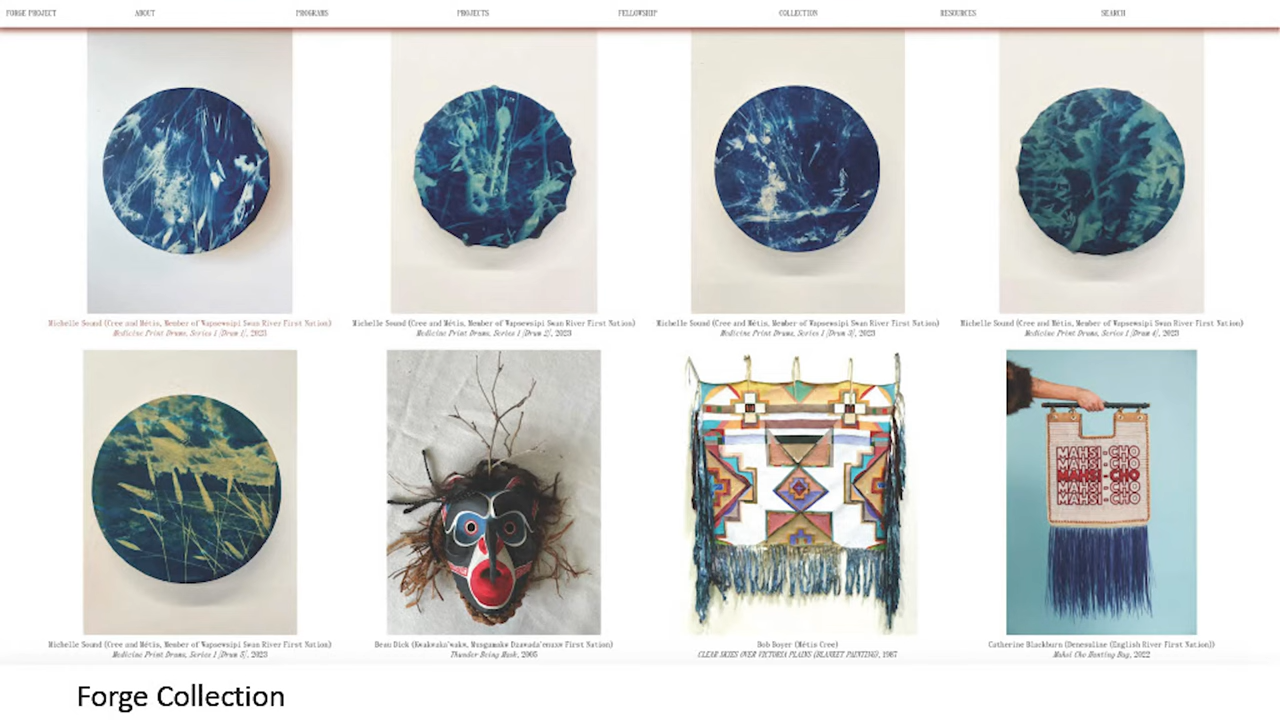 FORGE PROJECT ABOUT PROGRAMS PROJECTS FELLOWSHIP COLLECTION RESOURCES SEARCH
Michelle Sound (Cree and Métis, Member of Wapsewsipi Swan River First Nation)
Medicine Print Drums, Series 1 [Drum 1], 2023
Michelle Sound (Cree and Métis, Member of Wapsewsipi Swan River First Nation)
Medicine Print Drums, Series 1 [Drum 2], 2023
Michelle Sound (Cree and Métis, Member of Wapsewsipi Swan River First Nation)
Medicine Print Drums, Series 1 [Drum 3], 2023
Michelle Sound (Cree and Métis, Member of Wapsewsipi Swan River First Nation)
Medicine Print Drums, Series 1 [Drum 4], 2023
MAHSI-CHO
MAHSI-CHO
MAHSI-CHO
MAHSI-CHO
MAHSI-CHO
Michelle Sound (Cree and Métis, Member of Wapsewsipi Swan River First Nation)
Medicine Print Drums, Series 1 [Drum 5], 2023
Beau Dick (Kwakwaka'wakw, Musgamakw Dzawada'enuxw First Nation)
Thunder Being Mask, 2005
Bob Boyer (Métis Cree)
CLEAR SKIES OVER VICTORIA PLAINS (BLANKET PAINTING), 1987
Catherine Blackburn (Denesuline (English River First Nation))
Mahsi Cho Hunting Bag, 2022
Forge Collection